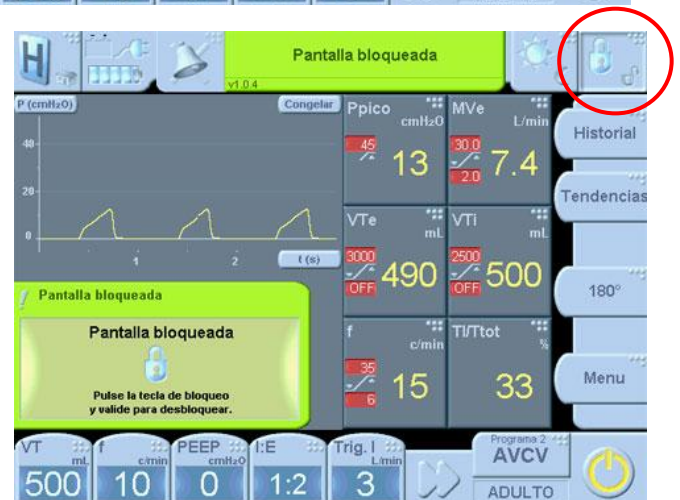 H
Pantalla bloqueada
v1.0.4
P (cmH₂O)
Congelar
40
20
0
1
2
t (s)
Ppico
cmH₂O
45
13
MVe
L/min
30.0
2.0
7.4
Historial
Tendencias
VTe
mL
3000
OFF
490
VTi
mL
2500
OFF
500
180°
Pantalla bloqueada
Pantalla bloqueada
Pulse la tecla de bloqueo
y valide para desbloquear.
f
c/min
35
6
15
TI/Ttot
%
33
Menu
VT
mL
500
f
c/min
10
PEEP
cmH₂O
0
I:E
1:2
Trig. I
L/min
3
Programa 2
AVCV
ADULTO